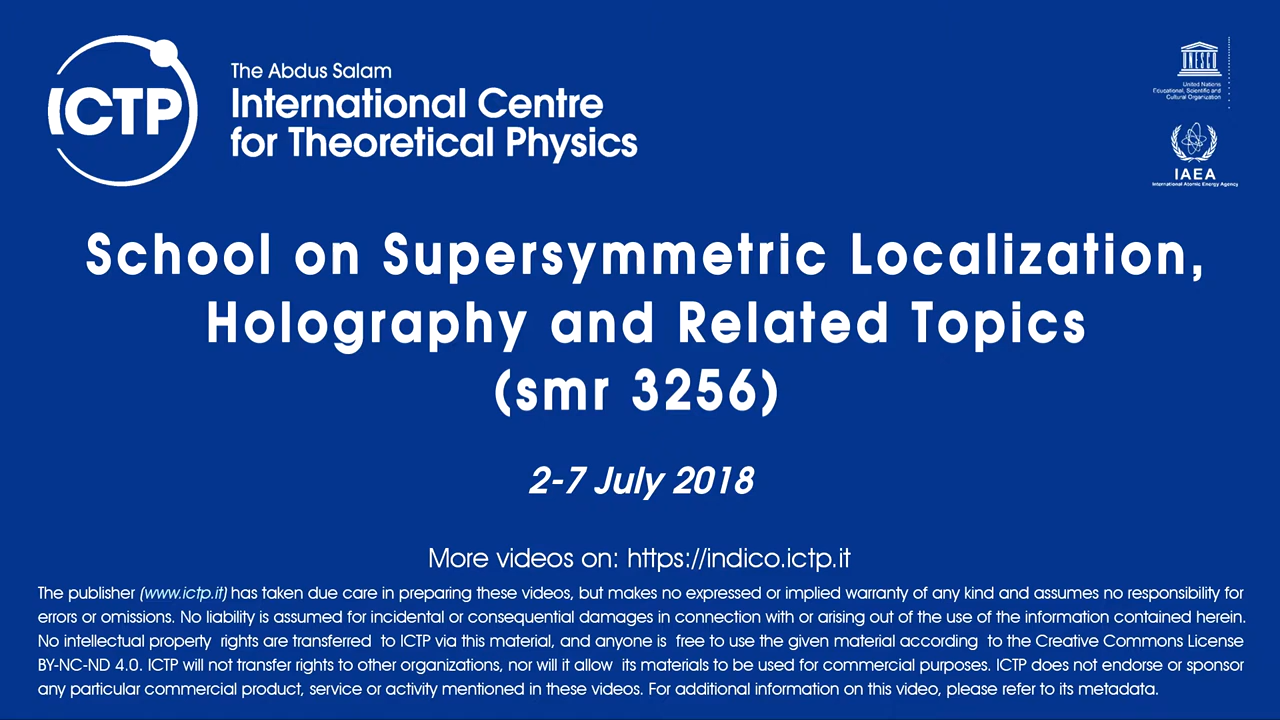 ICTP
The Abdus Salam
International Centre
for Theoretical Physics
UNESCO
United Nations
Educational, Scientific and
Cultural Organization
IAEA
International Atomic Energy Agency
School on Supersymmetric Localization,
Holography and Related Topics
(smr 3256)
2-7 July 2018
More videos on: https://indico.ictp.it
The publisher (www.ictp.it) has taken due care in preparing these videos, but makes no expressed or implied warranty of any kind and assumes no responsibility for
errors or omissions. No liability is assumed for incidental or consequential damages in connection with or arising out of the use of the information contained herein.
No intellectual property rights are transferred to ICTP via this material, and anyone is free to use the given material according to the Creative Commons License
BY-NC-ND 4.0. ICTP will not transfer rights to other organizations, nor will it allow its materials to be used for commercial purposes. ICTP does not endorse or sponsor
any particular commercial product, service or activity mentioned in these videos. For additional information on this video, please refer to its metadata.